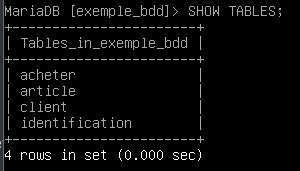 MariaDB [exemple_bdd]> SHOW TABLES;
+-----------------------+
| Tables_in_exemple_bdd |
+-----------------------+
| acheter               |
| article               |
| client                |
| identification        |
+-----------------------+
4 rows in set (0.000 sec)